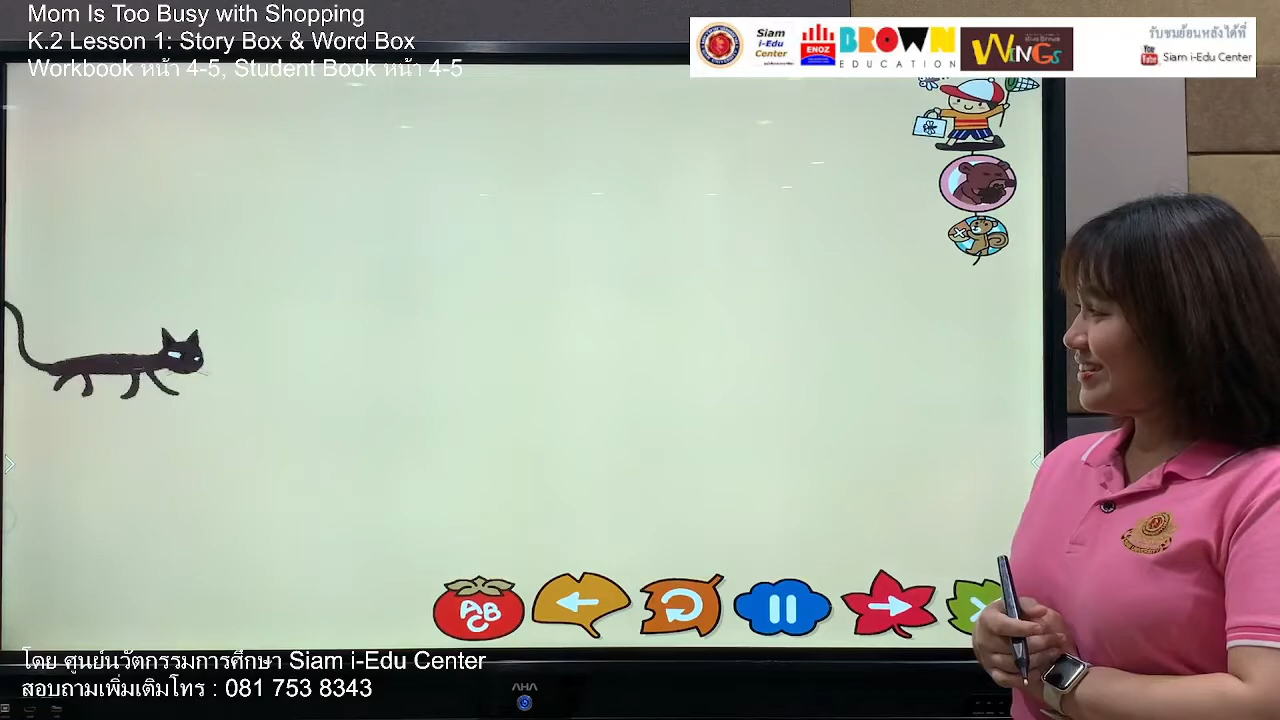 Mom Is Too Busy with Shopping
K.2 Lesson 1: Story Box & Word Box
Workbook หน้า 4-5, Student Book หน้า 4-5
Siam
i-Edu
Center
ENOZ
BROWN
EDUCATION
WiNGs
รับชมย้อนหลังได้ที่
You Tube Siam i-Edu Center
ABC
โดย ศูนย์นวัตกรรมการศึกษา Siam i-Edu Center
สอบถามเพิ่มเติมโทร : 081 753 8343
AHA